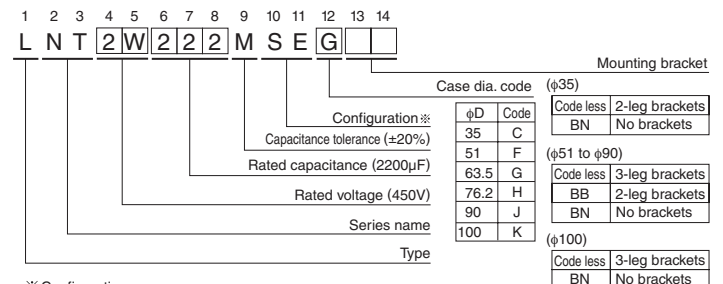 1 2 3 4 5 6 7 8 9 10 11 12 13 14
L N T 2 W 2 2 2 M S E G
Mounting bracket
Case dia. code
Configuration※
Capacitance tolerance (±20%)
Rated capacitance (2200μF)
Rated voltage (450V)
Series name
Type
ϕD Code
35 C
51 F
63.5 G
76.2 H
90 J
100 K
(ϕ35)
Code less 2-leg brackets
BN No brackets
(ϕ51 to ϕ90)
Code less 3-leg brackets
BB 2-leg brackets
BN No brackets
(ϕ100)
Code less 3-leg brackets
BN No brackets